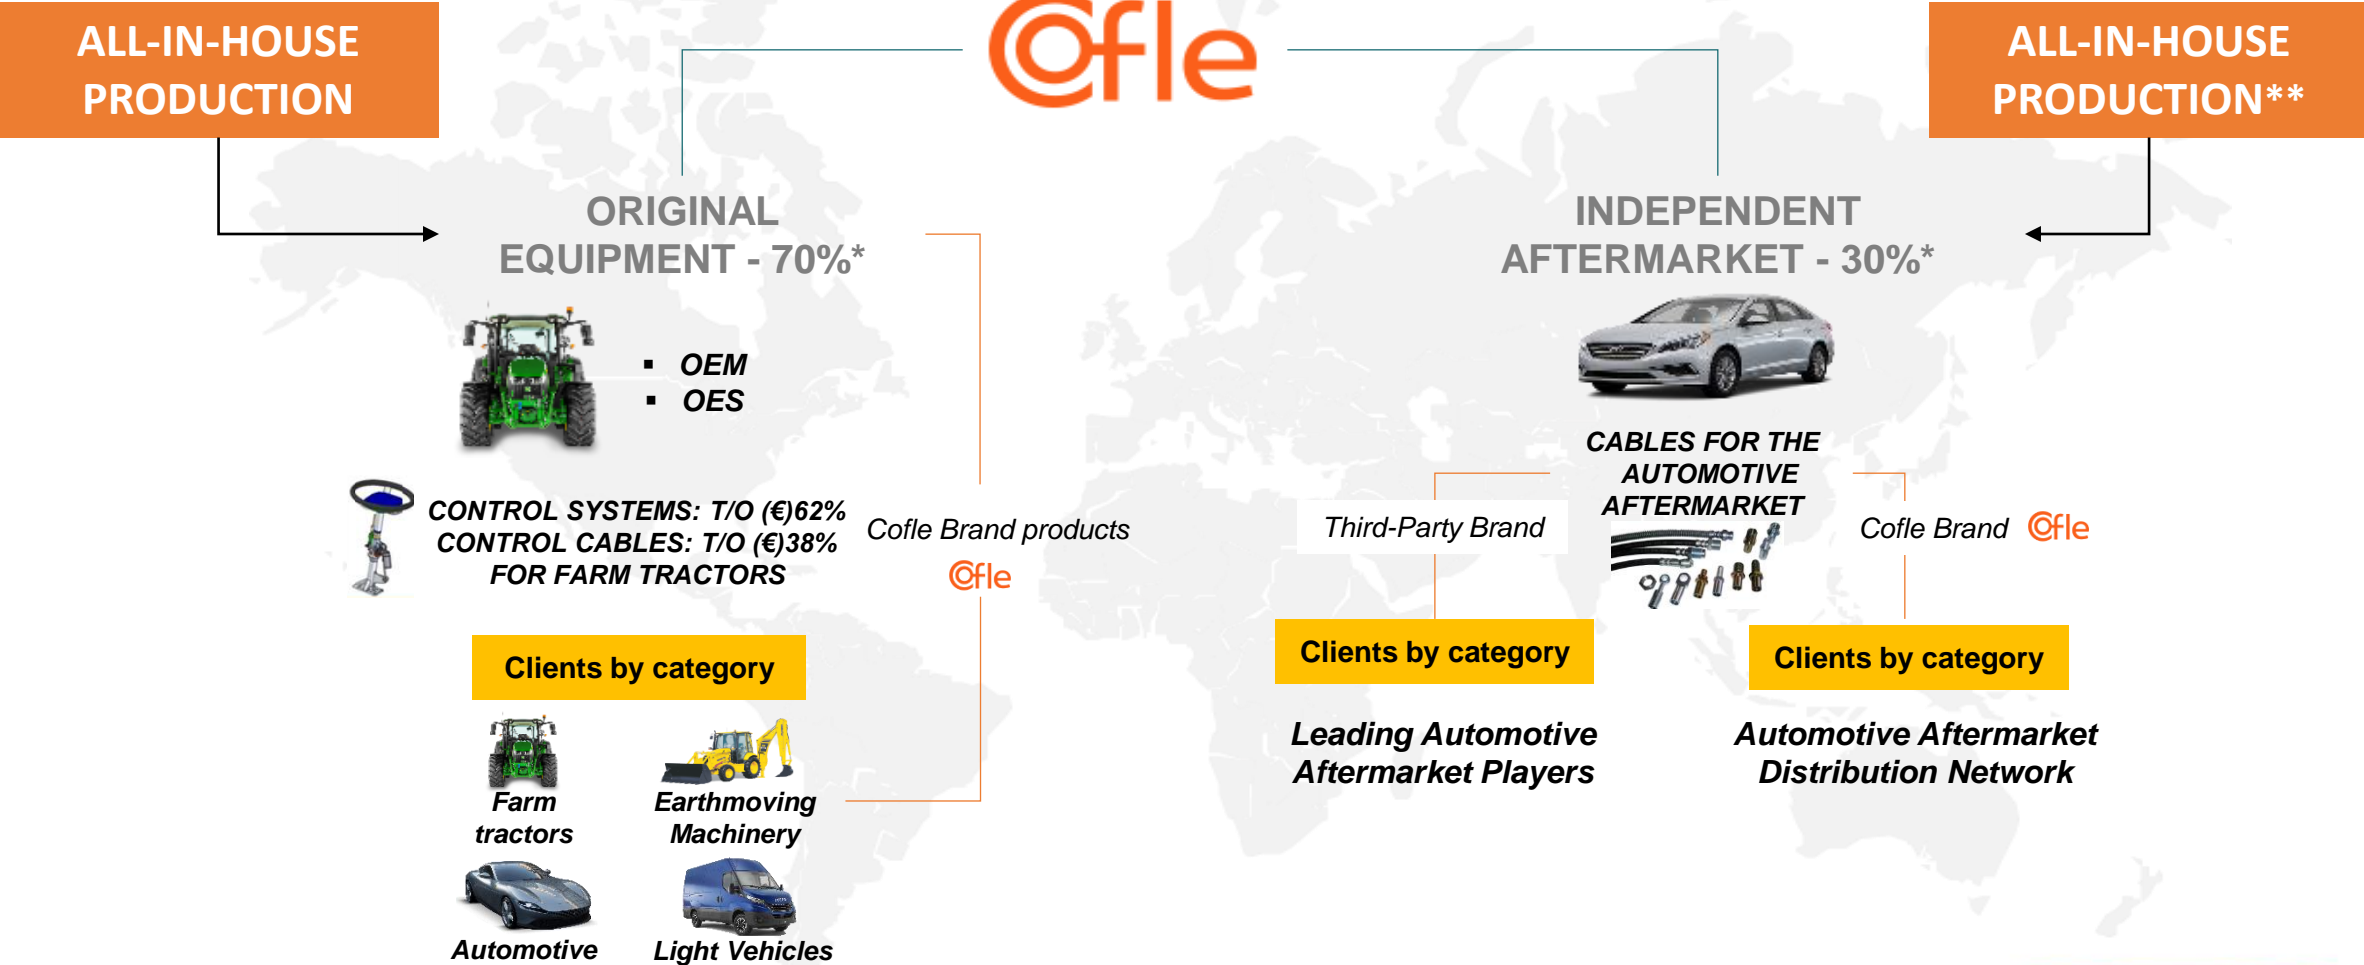 Cofle
ALL-IN-HOUSE
PRODUCTION
ALL-IN-HOUSE
PRODUCTION**
ORIGINAL
EQUIPMENT - 70%*
▪ OEM
▪ OES
CONTROL SYSTEMS: T/O (€)62%
CONTROL CABLES: T/O (€)38%
FOR FARM TRACTORS
Cofle Brand products
Cofle
Clients by category
Farm
tractors
Earthmoving
Machinery
Automotive
Light Vehicles
INDEPENDENT
AFTERMARKET - 30%*
CABLES FOR THE
AUTOMOTIVE
AFTERMARKET
Third-Party Brand
Clients by category
Leading Automotive
Aftermarket Players
Cofle Brand Cofle
Clients by category
Automotive Aftermarket
Distribution Network